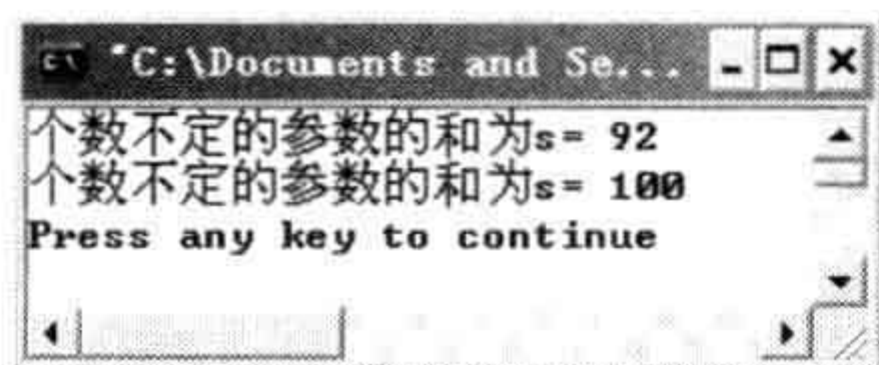 "C:\Documents and Se...
个数不定的参数的和为s= 92
个数不定的参数的和为s= 100
Press any key to continue